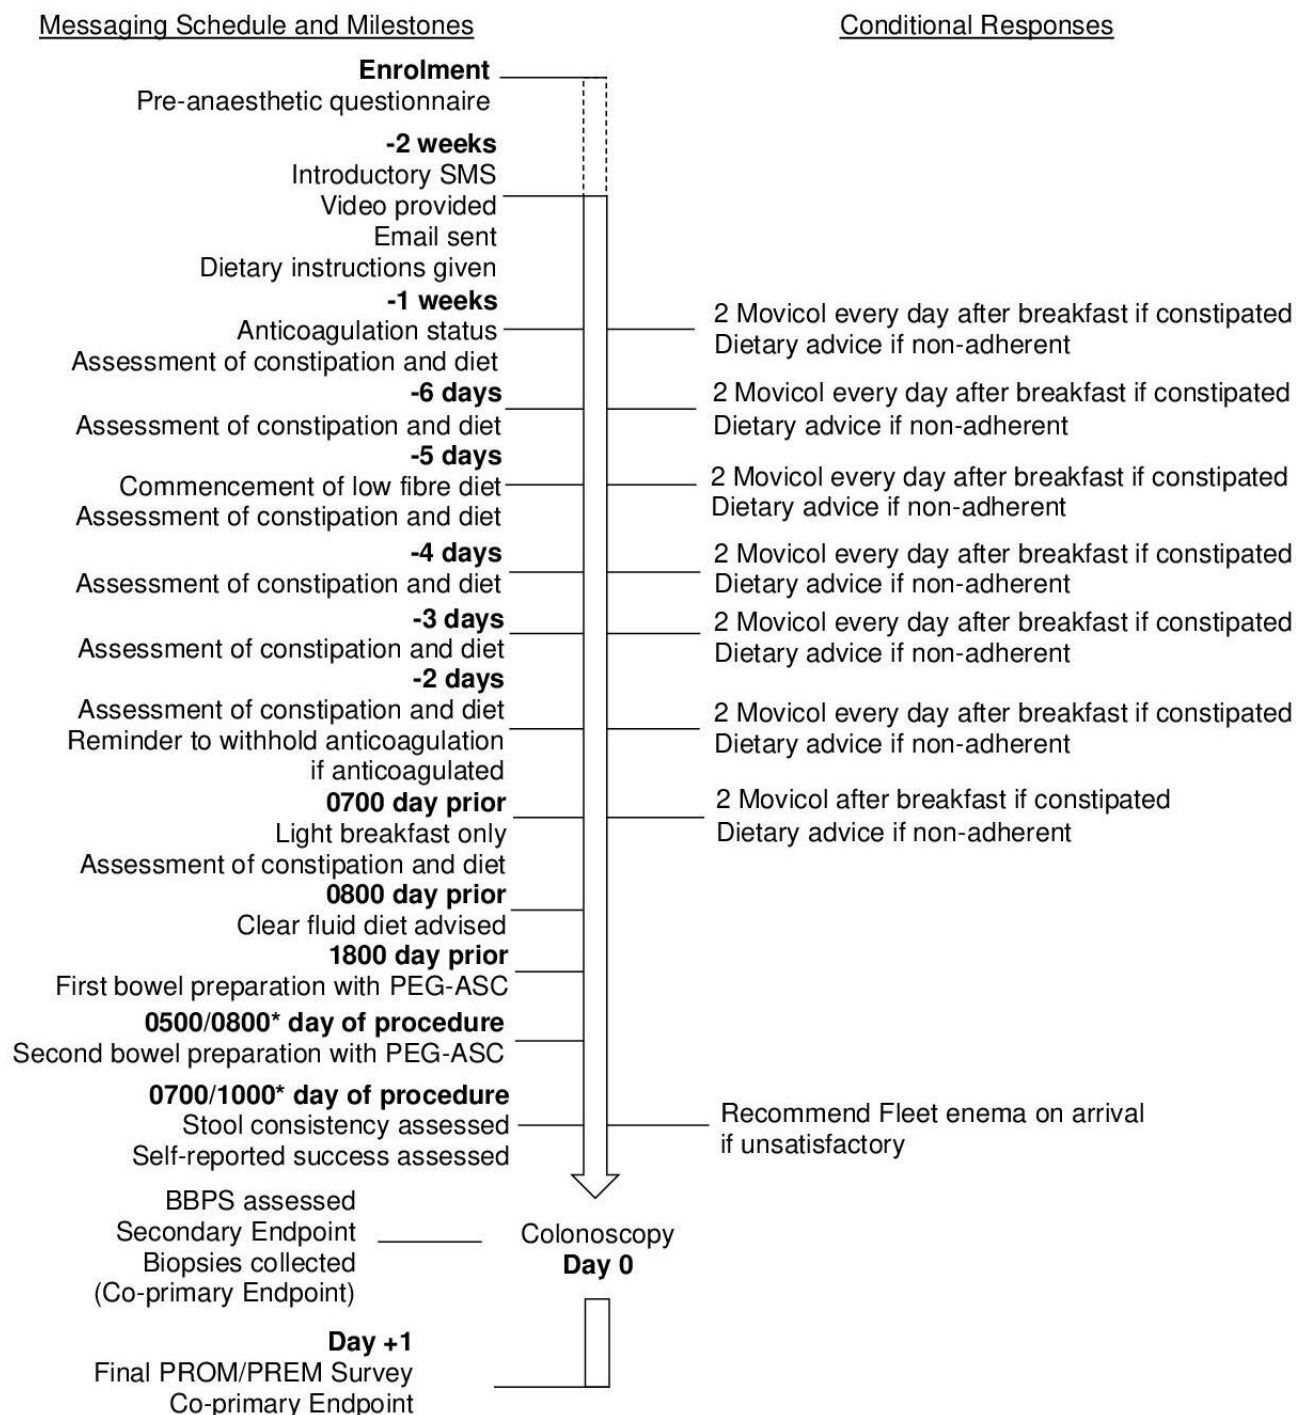 Messaging Schedule and Milestones
Conditional Responses
Enrolment
Pre-anaesthetic questionnaire
-2 weeks
Introductory SMS
Video provided
Email sent
Dietary instructions given
-1 weeks
Anticoagulation status
Assessment of constipation and diet
2 Movicol every day after breakfast if constipated
Dietary advice if non-adherent
-6 days
Assessment of constipation and diet
2 Movicol every day after breakfast if constipated
Dietary advice if non-adherent
-5 days
Commencement of low fibre diet
Assessment of constipation and diet
2 Movicol every day after breakfast if constipated
Dietary advice if non-adherent
-4 days
Assessment of constipation and diet
2 Movicol every day after breakfast if constipated
Dietary advice if non-adherent
-3 days
Assessment of constipation and diet
2 Movicol every day after breakfast if constipated
Dietary advice if non-adherent
-2 days
Assessment of constipation and diet
Reminder to withhold anticoagulation
if anticoagulated
2 Movicol every day after breakfast if constipated
Dietary advice if non-adherent
0700 day prior
Light breakfast only
Assessment of constipation and diet
2 Movicol after breakfast if constipated
Dietary advice if non-adherent
0800 day prior
Clear fluid diet advised
1800 day prior
First bowel preparation with PEG-ASC
0500/0800* day of procedure
Second bowel preparation with PEG-ASC
0700/1000* day of procedure
Stool consistency assessed
Self-reported success assessed
Recommend Fleet enema on arrival
if unsatisfactory
BBPS assessed
Secondary Endpoint
Biopsies collected
(Co-primary Endpoint)
Colonoscopy
Day 0
Day +1
Final PROM/PREM Survey
Co-primary Endpoint